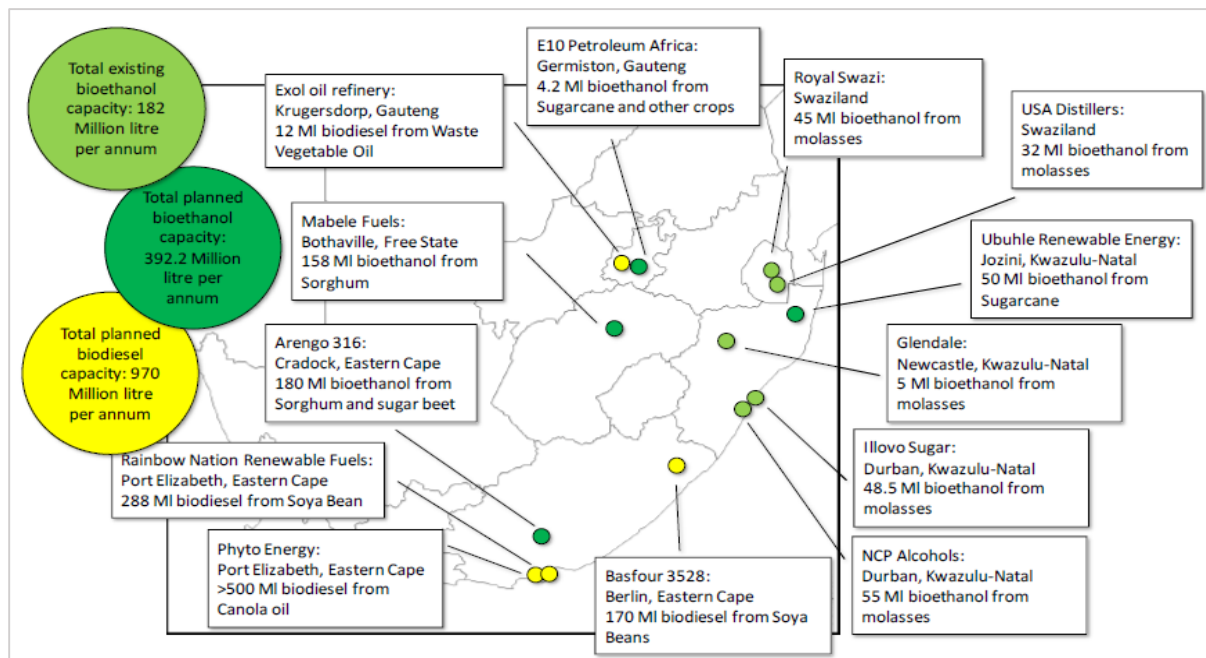 Total existing
bioethanol
capacity: 182
Million litre
per annum
Total planned
bioethanol
capacity:
392.2 Million
litre per
annum
Total planned
biodiesel
capacity: 970
Million litre
per annum
Exol oil refinery:
Krugersdorp, Gauteng
12 Ml biodiesel from Waste
Vegetable Oil
E10 Petroleum Africa:
Germiston, Gauteng
4.2 Ml bioethanol from
Sugarcane and other crops
Royal Swazi:
Swaziland
45 Ml bioethanol from
molasses
USA Distillers:
Swaziland
32 Ml bioethanol from
molasses
Mabele Fuels:
Bothaville, Free State
158 Ml bioethanol from
Sorghum
Ubuhle Renewable Energy:
Jozini, Kwazulu-Natal
50 Ml bioethanol from
Sugarcane
Arengo 316:
Cradock, Eastern Cape
180 Ml bioethanol from
Sorghum and sugar beet
Glendale:
Newcastle, Kwazulu-Natal
5 Ml bioethanol from
molasses
Rainbow Nation Renewable Fuels:
Port Elizabeth, Eastern Cape
288 Ml biodiesel from Soya Bean
Illovo Sugar:
Durban, Kwazulu-Natal
48.5 Ml bioethanol from
molasses
Phyto Energy:
Port Elizabeth, Eastern Cape
>500 Ml biodiesel from
Canola oil
Basfour 3528:
Berlin, Eastern Cape
170 Ml biodiesel from Soya
Beans
NCP Alcohols:
Durban, Kwazulu-Natal
55 Ml bioethanol from
molasses